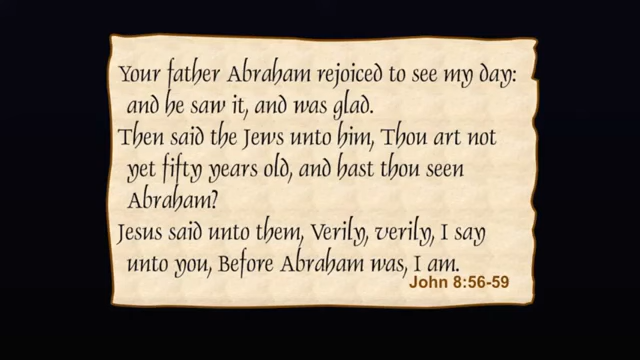 Your father Abraham rejoiced to see my day:
and he saw it, and was glad.
Then said the Jews unto him, Thou art not
yet fifty years old, and hast thou seen
Abraham?
Jesus said unto them, Verily, verily, I say
unto you, Before Abraham was, I am.
John 8:56-59